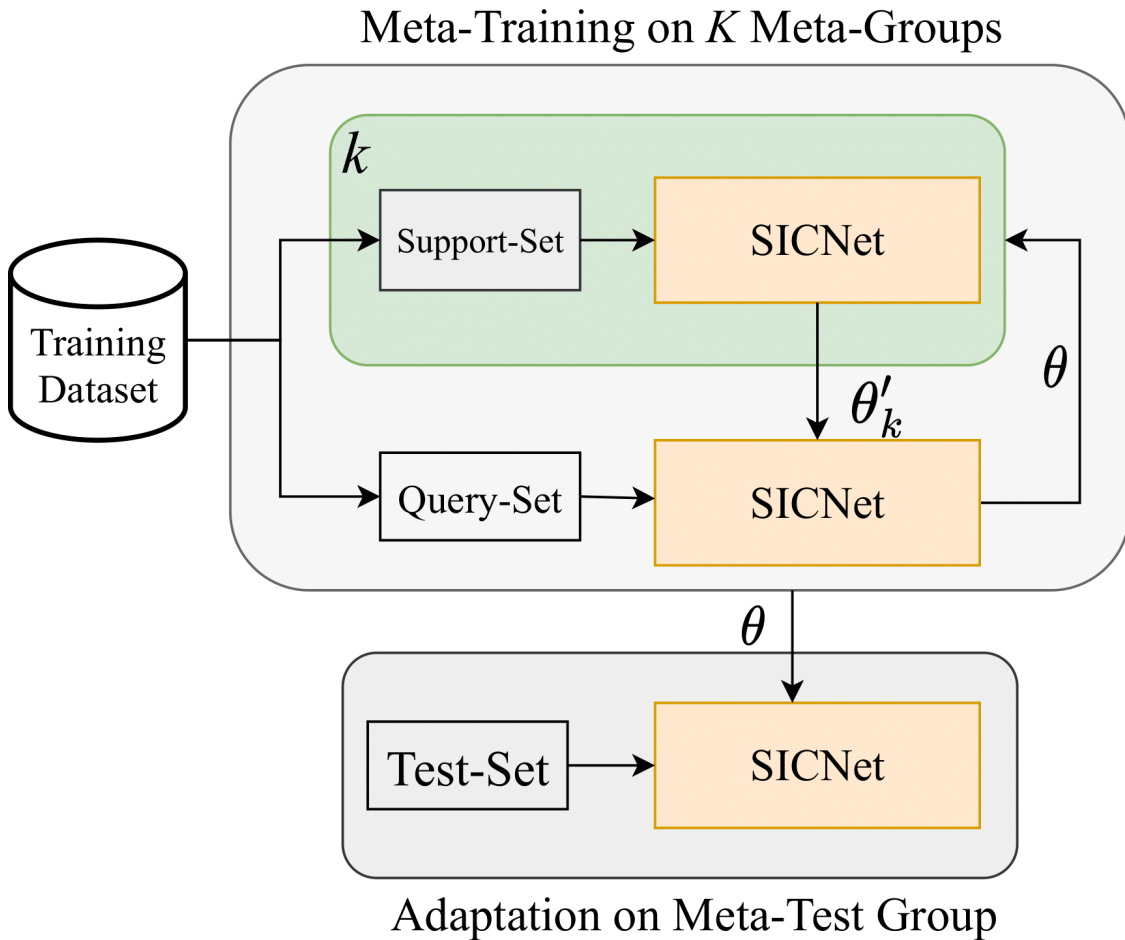 Meta-Training on K Meta-Groups
k
Support-Set
SICNet
Training
Dataset
θ
θ′k
Query-Set
SICNet
θ
Test-Set
SICNet
Adaptation on Meta-Test Group